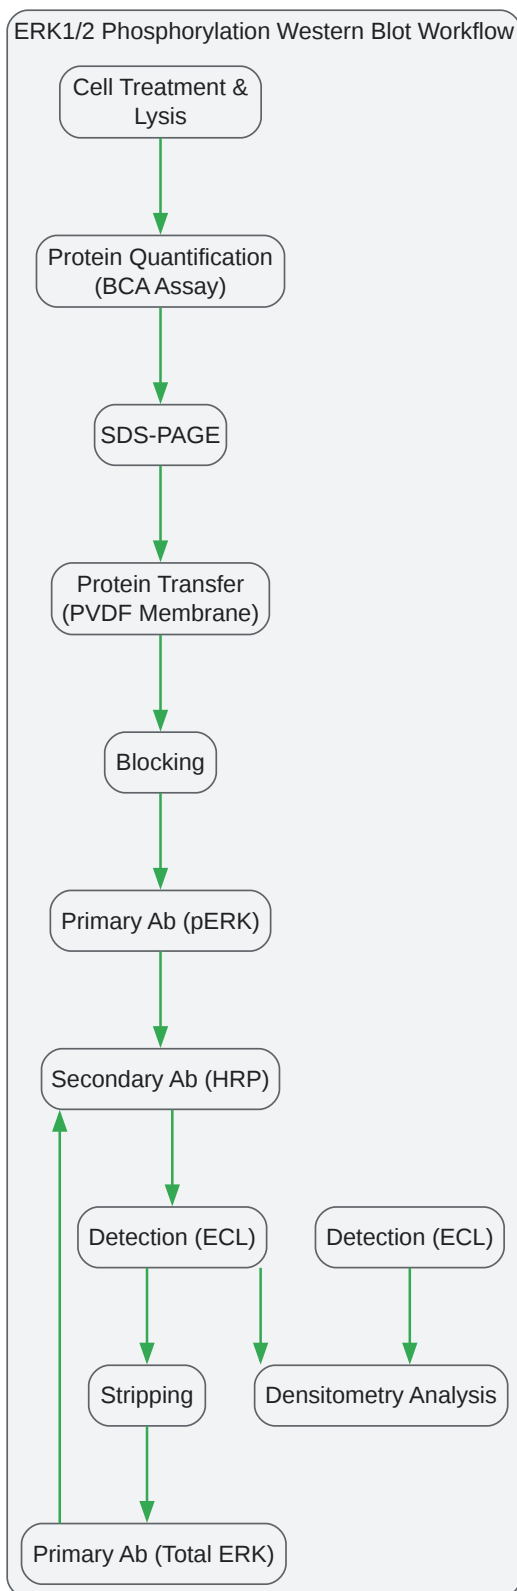 ERK1/2 Phosphorylation Western Blot Workflow
Cell Treatment &
Lysis
Protein Quantification
(BCA Assay)
SDS-PAGE
Protein Transfer
(PVDF Membrane)
Blocking
Primary Ab (pERK)
Secondary Ab (HRP)
Detection (ECL)
Detection (ECL)
Stripping
Densitometry Analysis
Primary Ab (Total ERK)